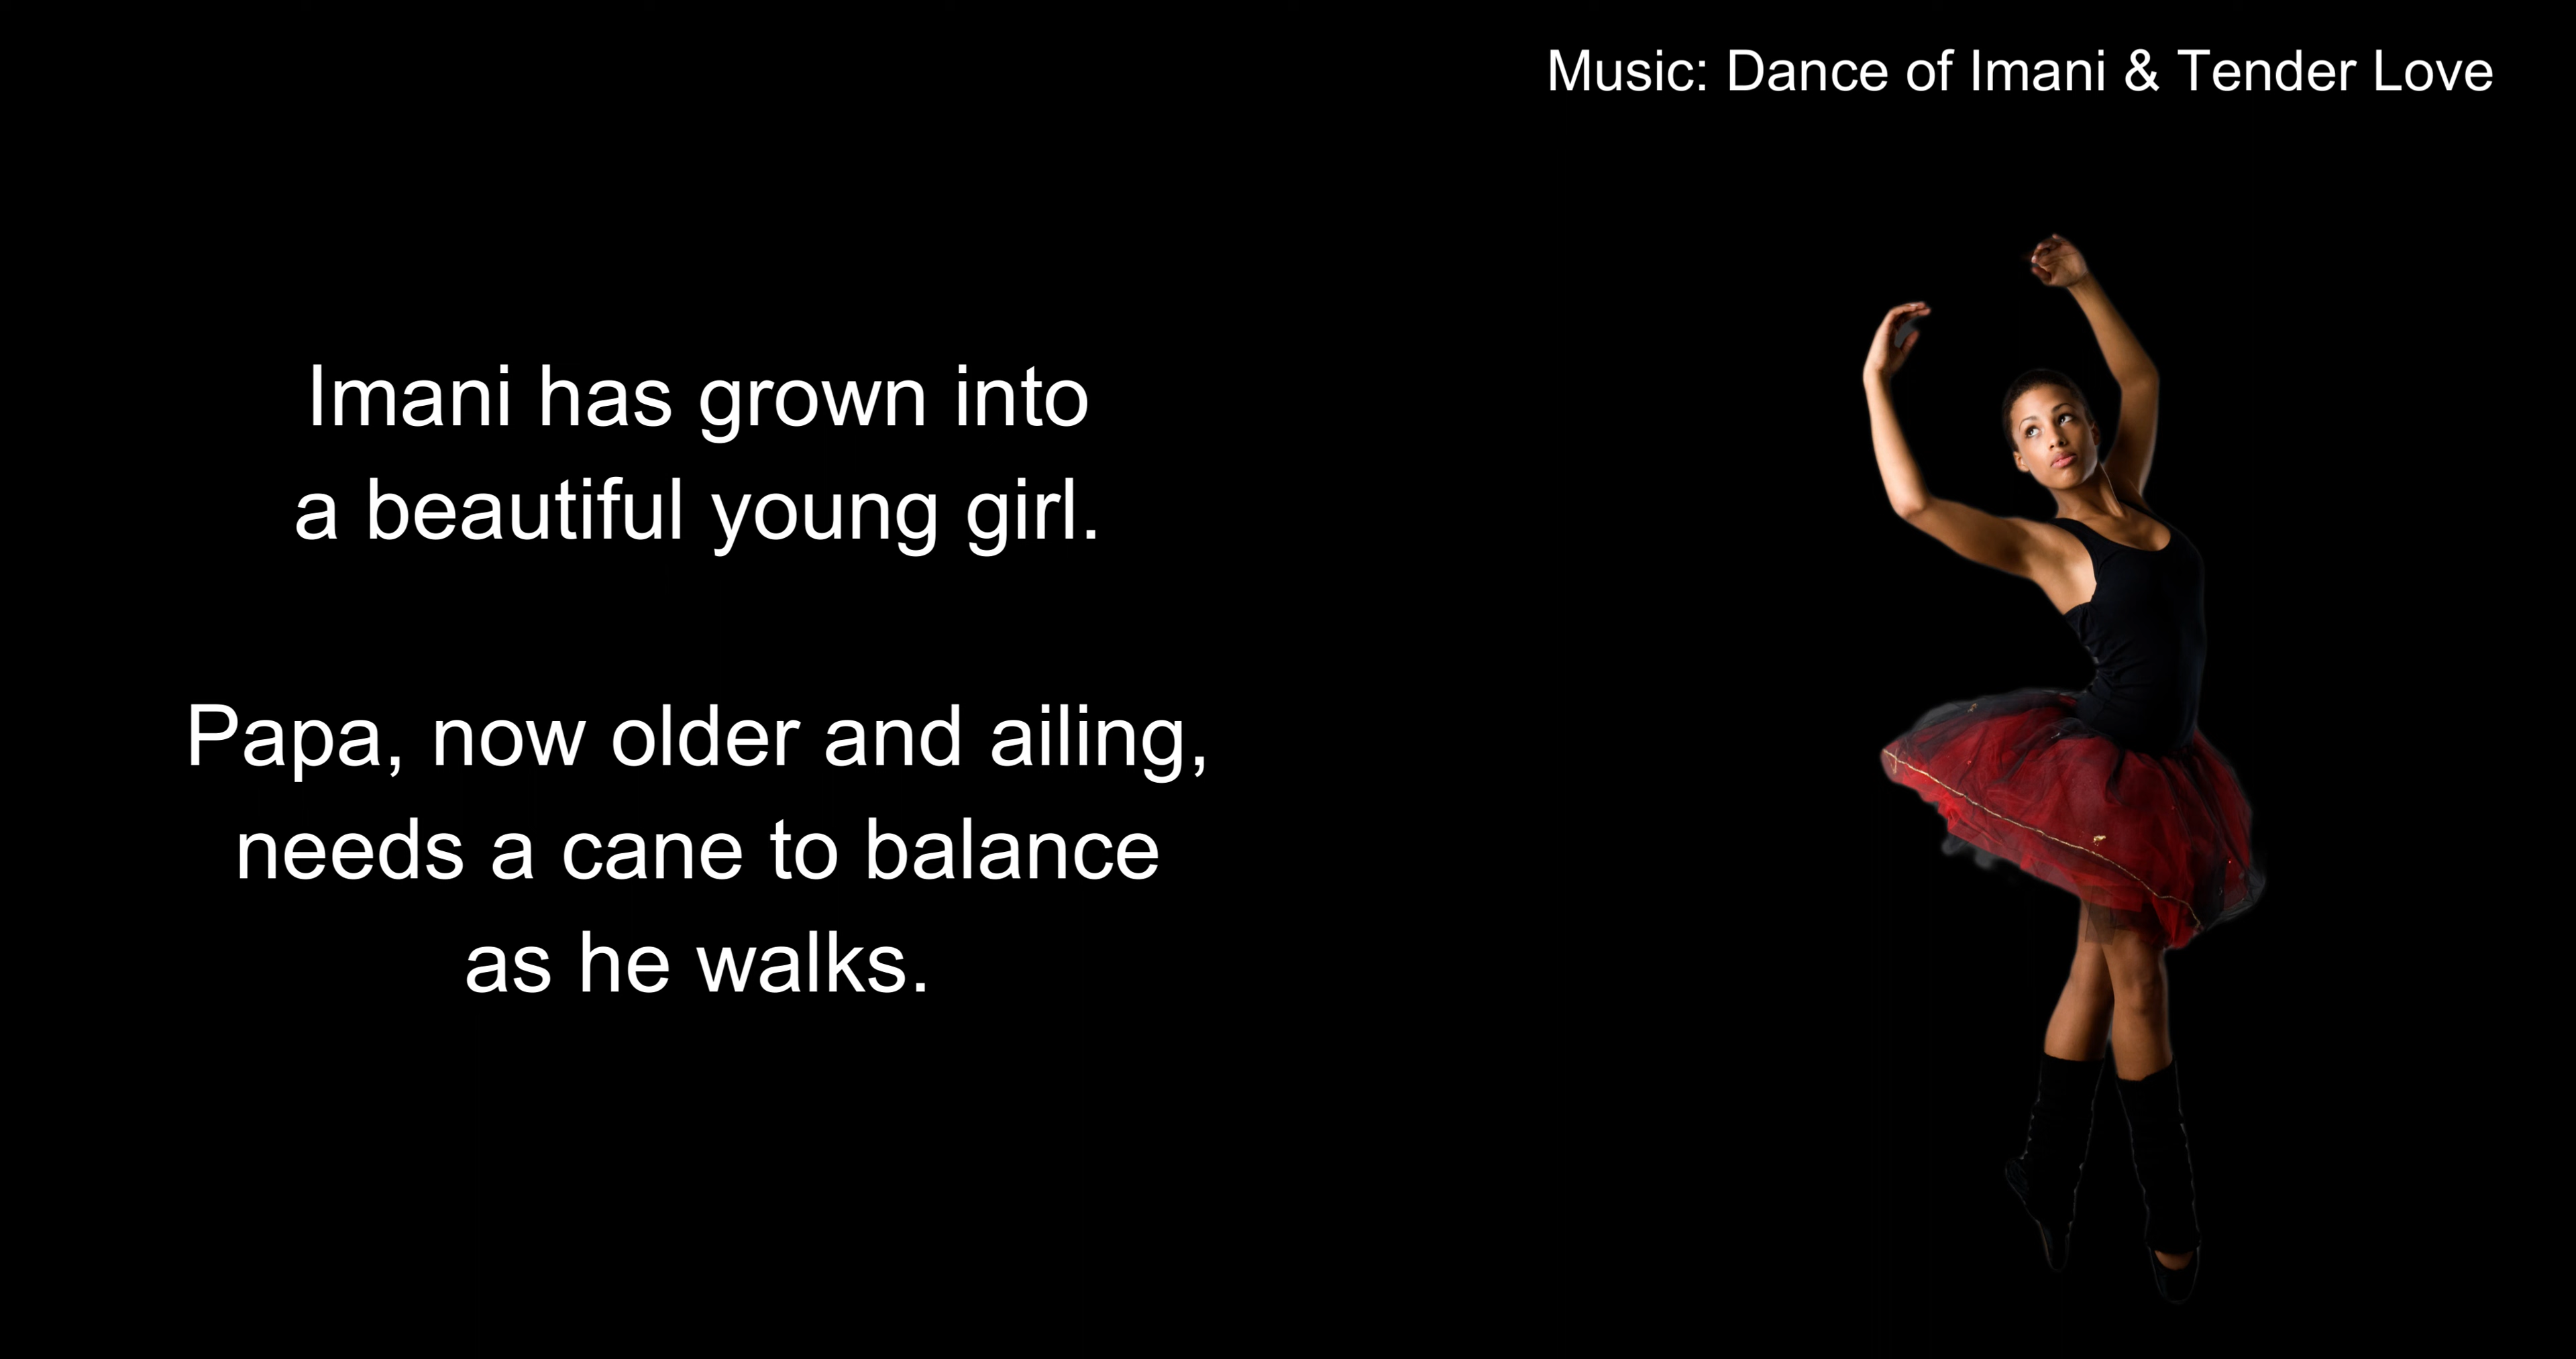 Music: Dance of Imani & Tender Love
Imani has grown into
a beautiful young girl.
Papa, now older and ailing,
needs a cane to balance
as he walks.